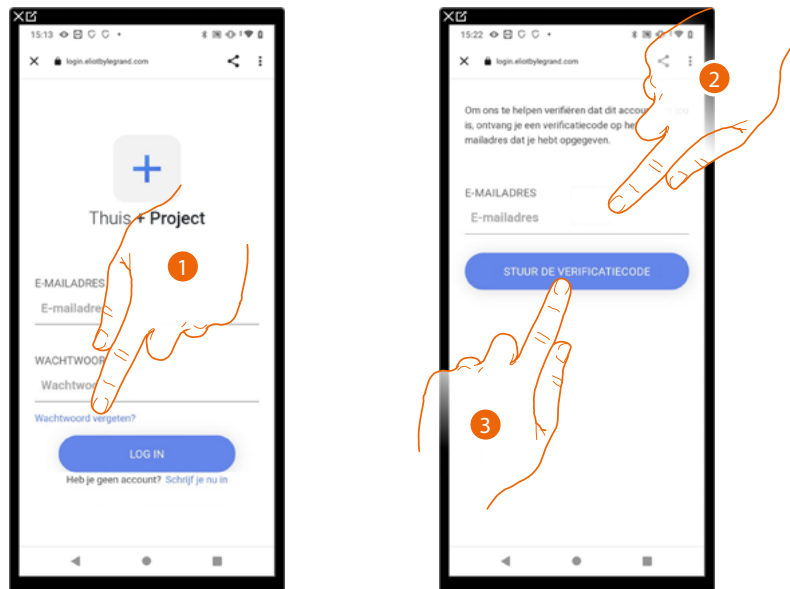 15:13
login.eliotbylegrand.com
Thuis + Project
1
E-MAILADRES
E-mailadres
WACHTWOOR
Wachtwoo
Wachtwoord vergeten?
LOG IN
Heb je geen account? Schrijf je nu in
15:22
login.eliotbylegrand.com
2
Om ons te helpen verifiëren dat dit accou
is, ontvang je een verificatiecode op he
mailadres dat je hebt opgegeven.
E-MAILADRES
E-mailadres
STUUR DE VERIFICATIECODE
3